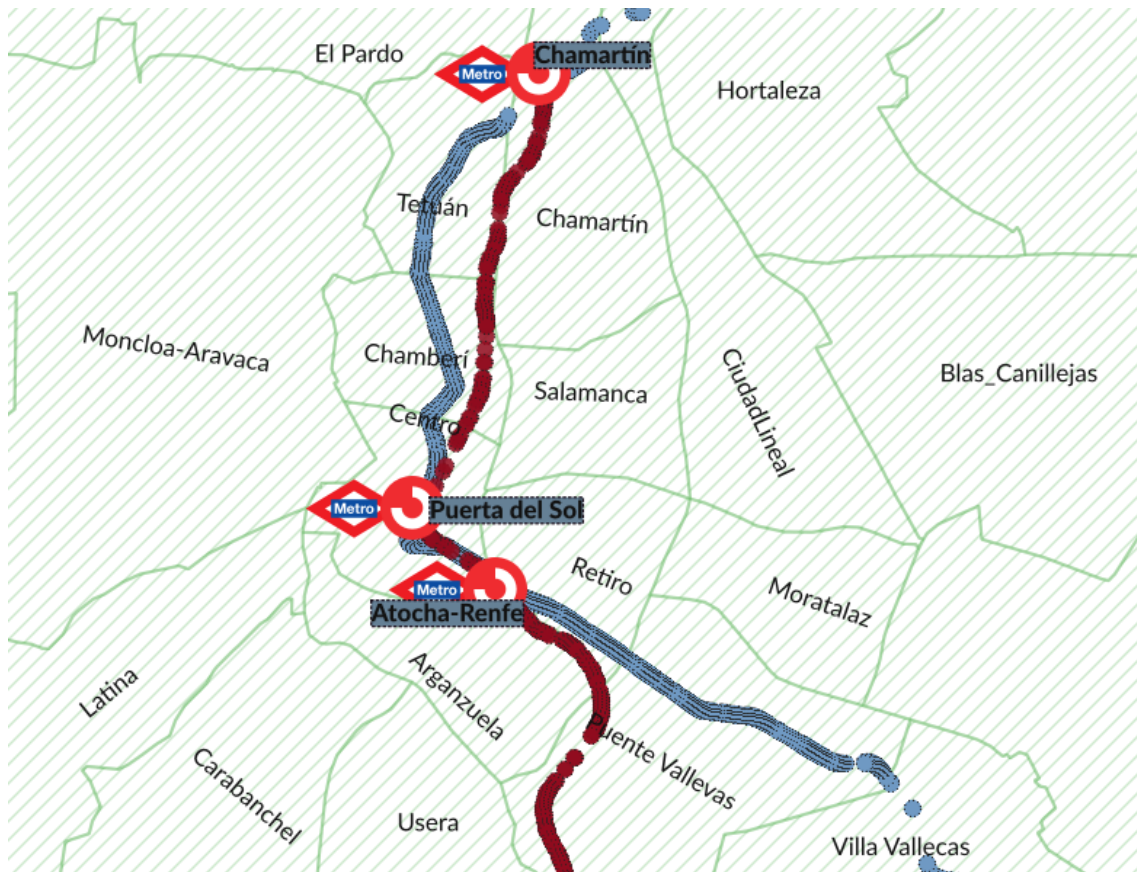 El Pardo
Chamartín
Metro
Hortaleza
Tetuán
Chamartín
Moncloa-Aravaca
Chamberí
Salamanca
CiudadLineal
Blas_Canillejas
Centro
Metro
Puerta del Sol
Retiro
Metro
Moratalaz
Atocha-Renfe
Latina
Arganzuela
Puente Vallevas
Carabanchel
Usera
Villa Vallecas